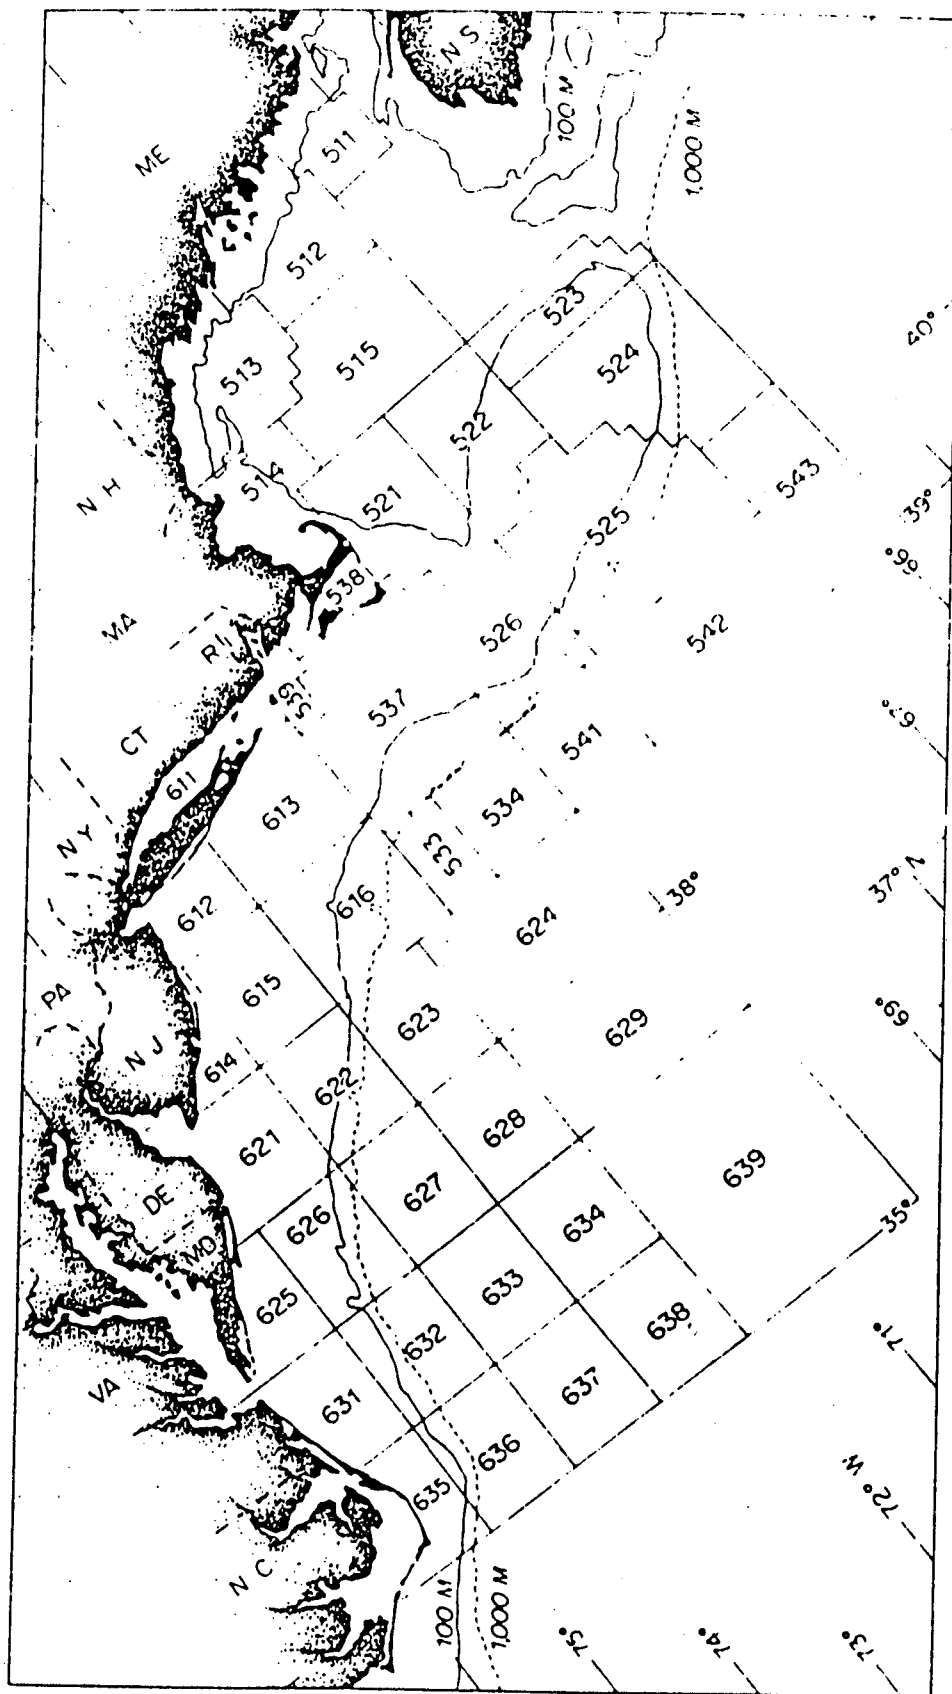 N S
100 M
1,000 M
ME
511
512
523
40°
513
515
524
522
N H
514
521
543
39°
525
66°
538
MA
RI
526
542
539
537
67°
CT
541
611
613
534
N Y
533
616
38°
37° N
612
624
PA
615
623
69°
N J
614
629
622
621
628
DE
627
639
MD
626
634
35°
625
633
632
638
71°
VA
631
637
636
635
72° W.
N C
100 M
1,000 M
75°
74°
73°